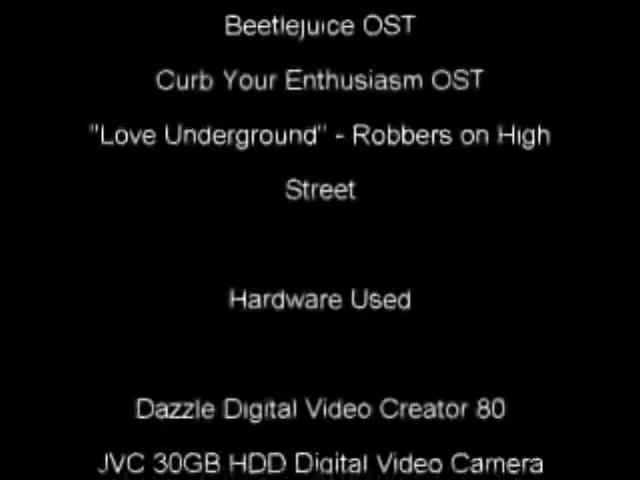 Beetlejuice OST
Curb Your Enthusiasm OST
"Love Underground" - Robbers on High
Street
Hardware Used
Dazzle Digital Video Creator 80
JVC 30GB HDD Digital Video Camera